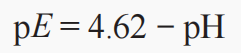 pE = 4.62 − pH